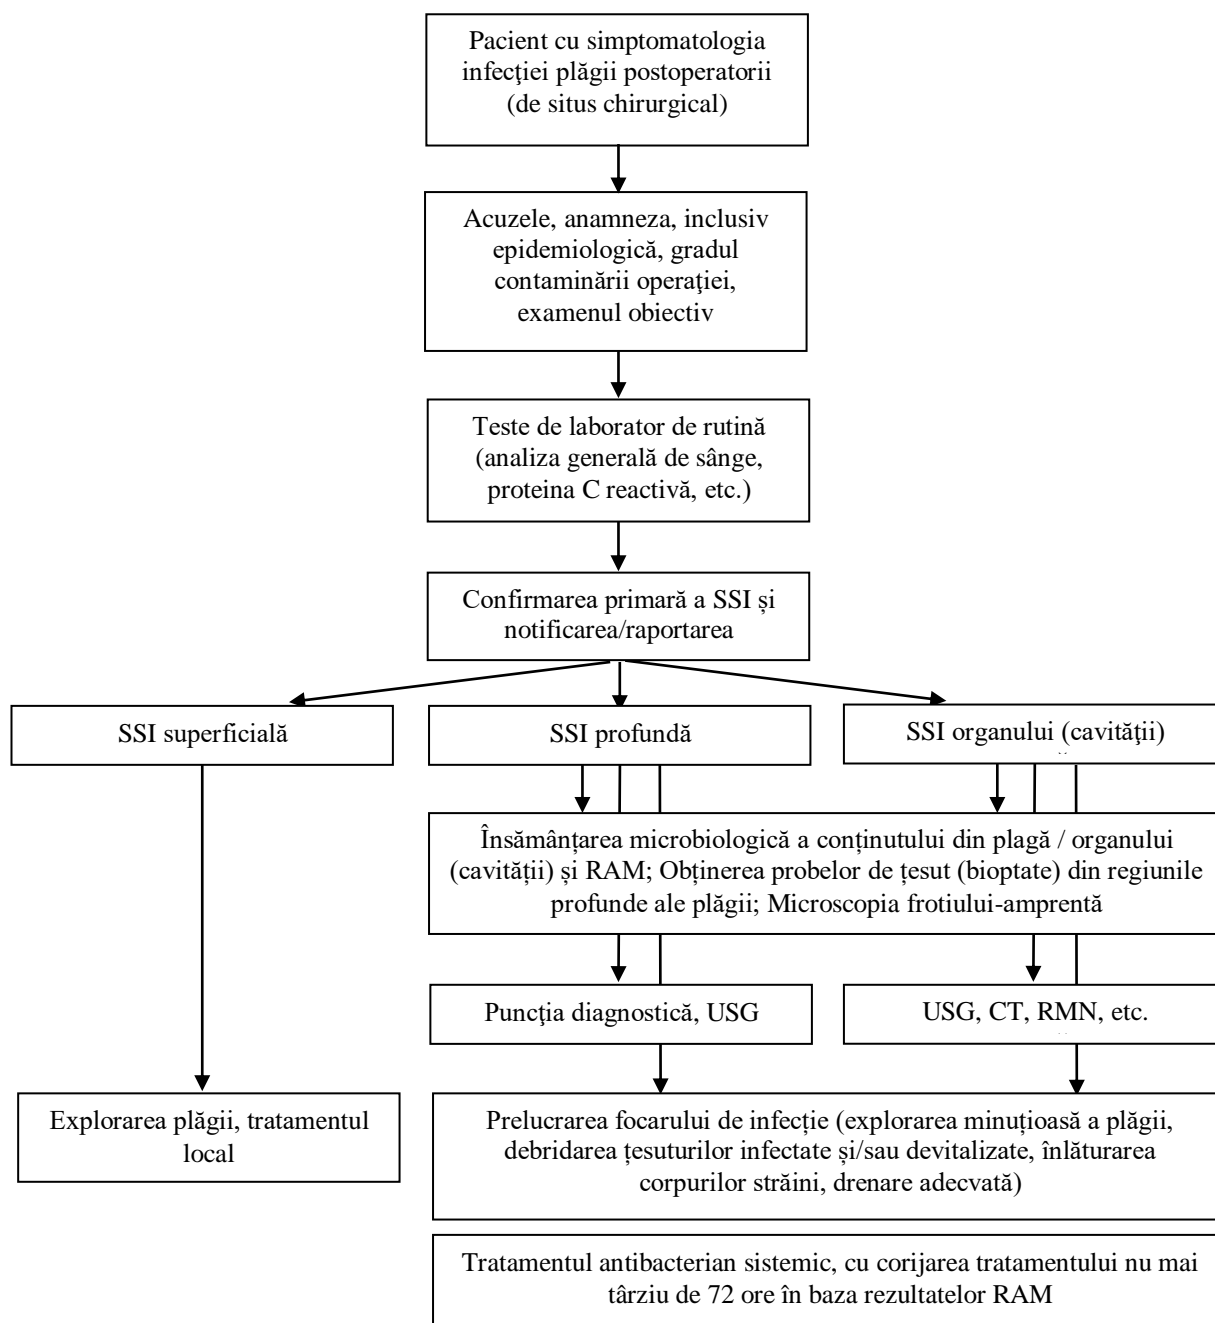 Pacient cu simptomatologia
infecţiei plăgii postoperatorii
(de situs chirurgical)
Acuzele, anamneza, inclusiv
epidemiologică, gradul
contaminării operaţiei,
examenul obiectiv
Teste de laborator de rutină
(analiza generală de sânge,
proteina C reactivă, etc.)
Confirmarea primară a SSI și
notificarea/raportarea
SSI superficială
SSI profundă
SSI organului (cavităţii)
Însămânțarea microbiologică a conținutului din plagă / organului
(cavității) și RAM; Obținerea probelor de țesut (bioptate) din regiunile
profunde ale plăgii; Microscopia frotiului-amprentă
Puncţia diagnostică, USG
USG, CT, RMN, etc.
Explorarea plăgii, tratamentul
local
Prelucrarea focarului de infecție (explorarea minuțioasă a plăgii,
debridarea țesuturilor infectate și/sau devitalizate, înlăturarea
corpurilor străini, drenare adecvată)
Tratamentul antibacterian sistemic, cu corijarea tratamentului nu mai
târziu de 72 ore în baza rezultatelor RAM